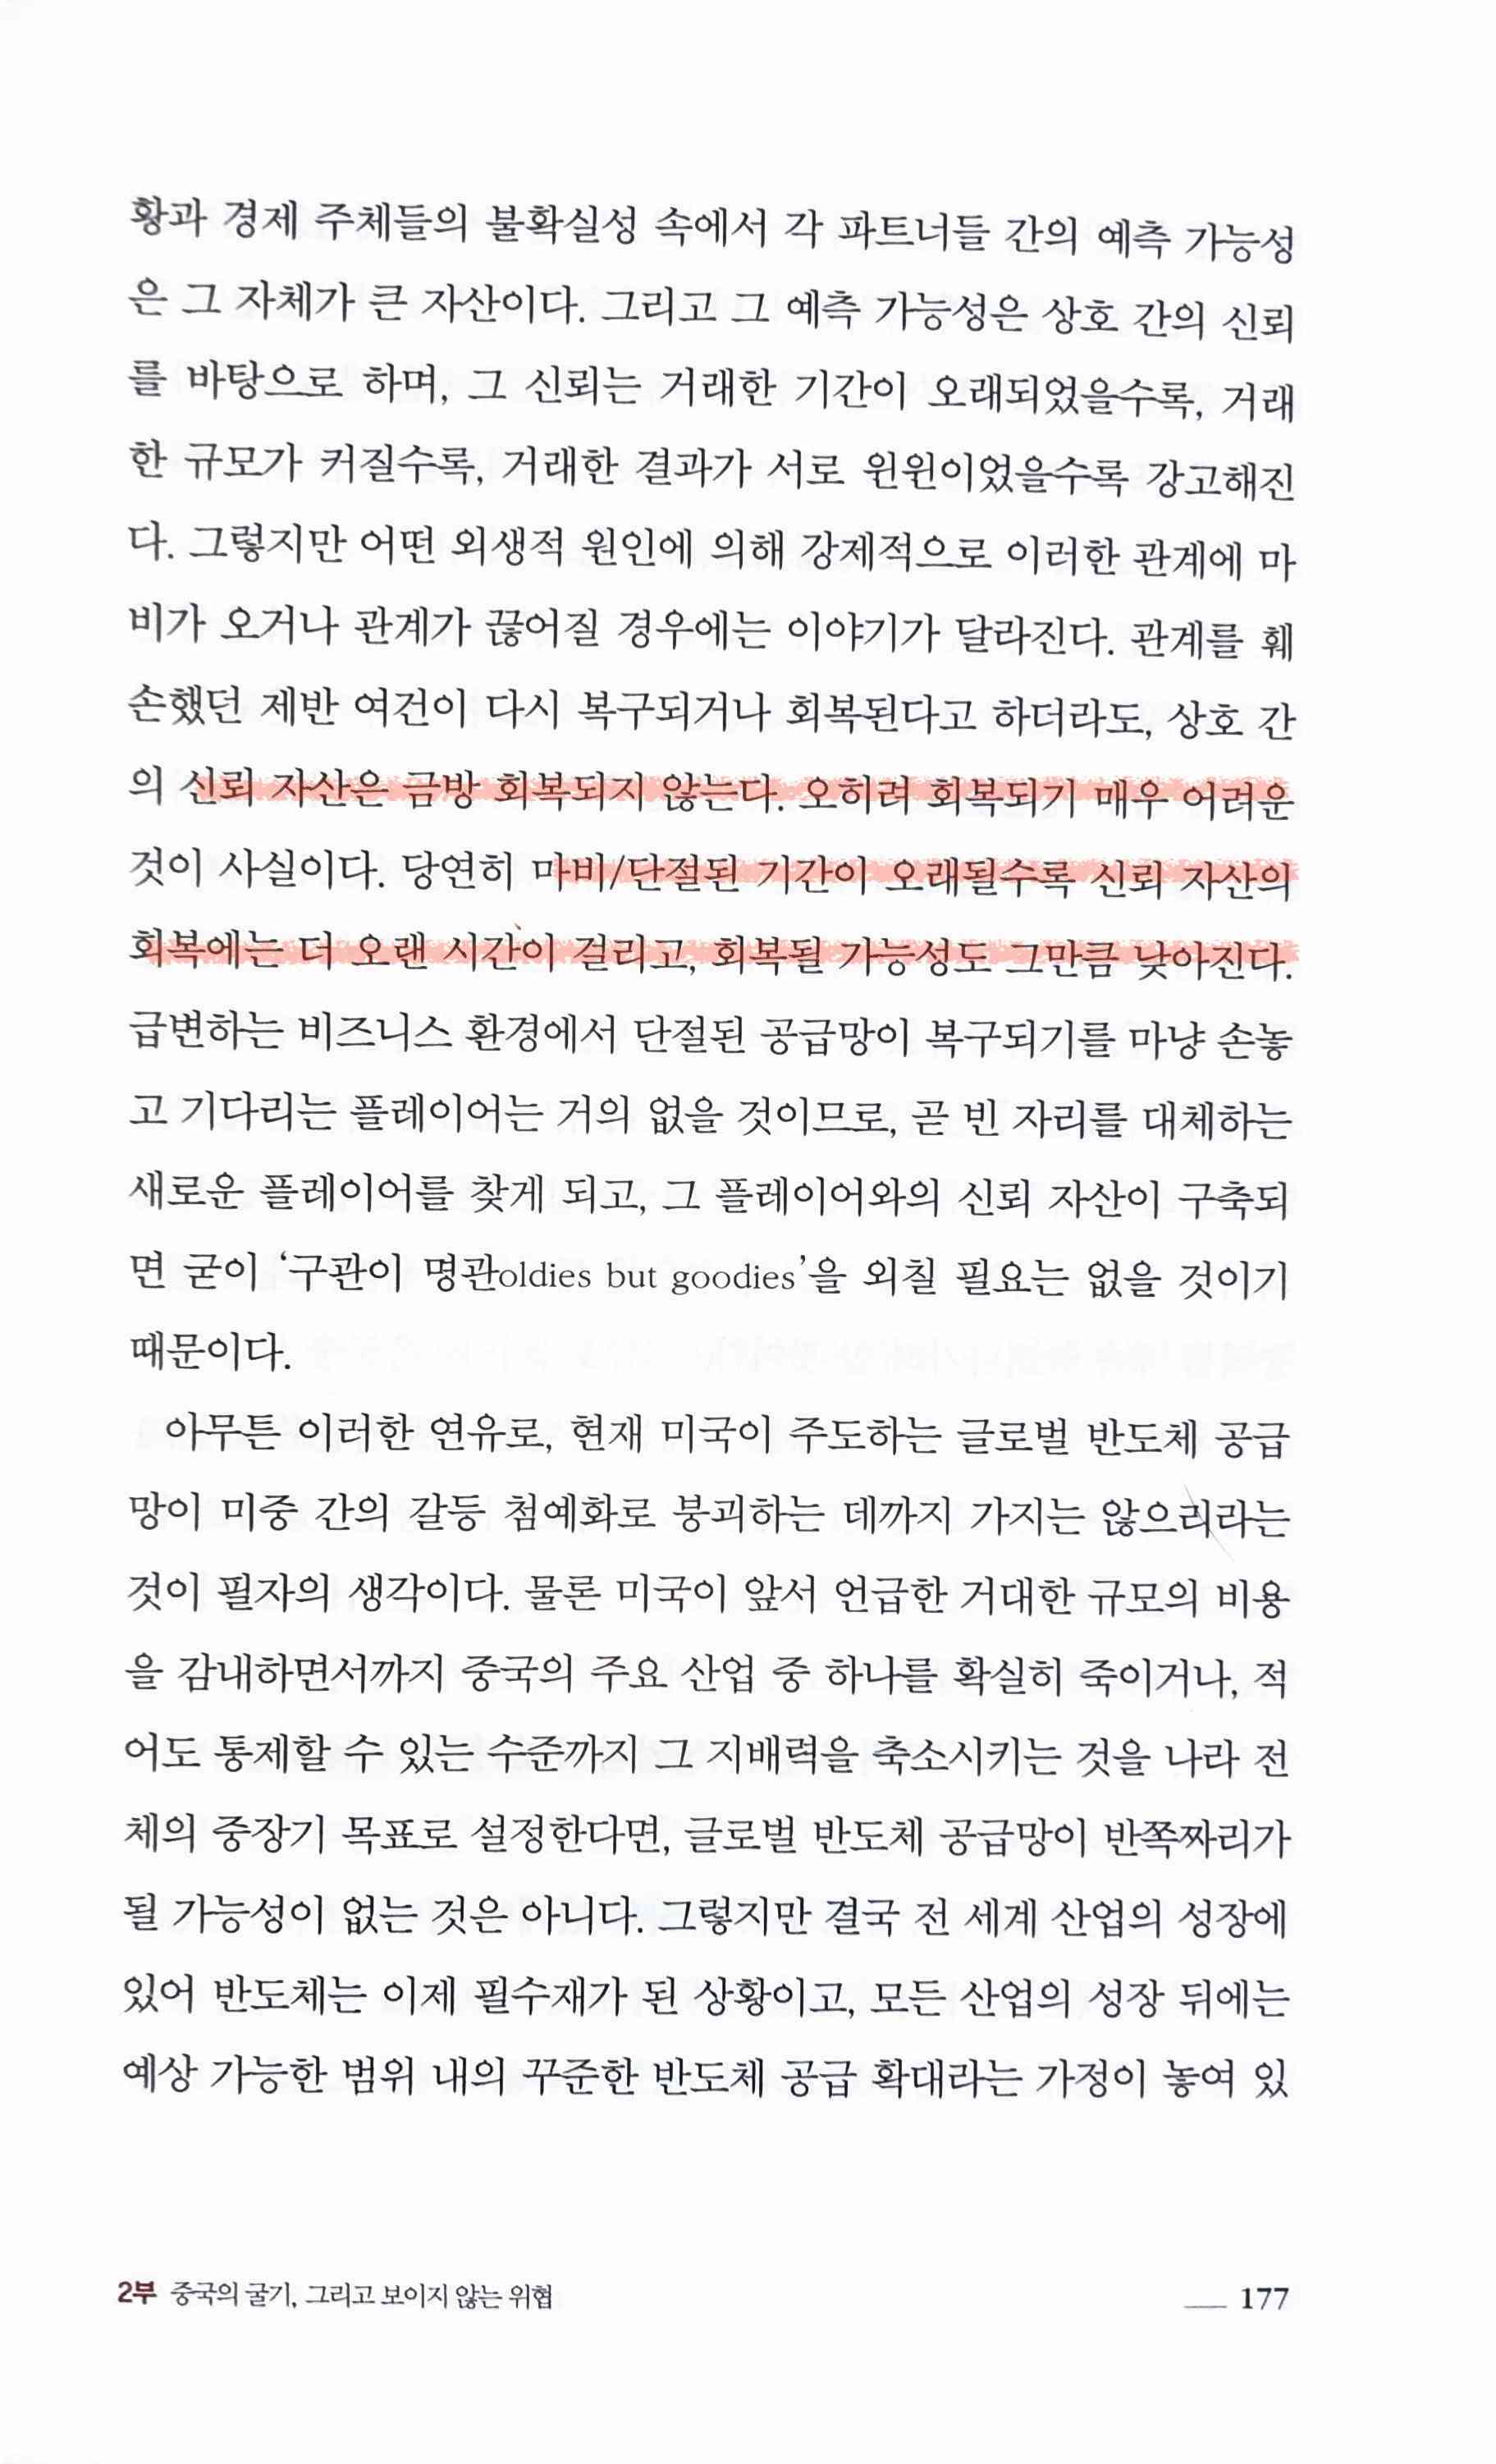 황과 경제 주체들의 불확실성 속에서 각 파트너들 간의 예측 가능성
은 그 자체가 큰 자산이다. 그리고 그 예측 가능성은 상호 간의 신뢰
를 바탕으로 하며, 그 신뢰는 거래한 기간이 오래되었을수록, 거래
한 규모가 커질수록, 거래한 결과가 서로 윈윈이었을수록 강고해진
다. 그렇지만 어떤 외생적 원인에 의해 강제적으로 이러한 관계에 마
비가 오거나 관계가 끊어질 경우에는 이야기가 달라진다. 관계를 훼
손했던 제반 여건이 다시 복구되거나 회복된다고 하더라도, 상호 간
의 신뢰 자산은 금방 회복되지 않는다. 오히려 회복되기 매우 어려운
것이 사실이다. 당연히 마비/단절된 기간이 오래될수록 신뢰 자산의
회복에는 더 오랜 시간이 걸리고, 회복될 가능성도 그만큼 낮아진다.
급변하는 비즈니스 환경에서 단절된 공급망이 복구되기를 마냥 손놓
고 기다리는 플레이어는 거의 없을 것이므로, 곧 빈 자리를 대체하는
새로운 플레이어를 찾게 되고, 그 플레이어와의 신뢰 자산이 구축되
면 굳이 ‘구관이 명관oldies but goodies’을 외칠 필요는 없을 것이기
때문이다.
아무튼 이러한 연유로, 현재 미국이 주도하는 글로벌 반도체 공급
망이 미중 간의 갈등 첨예화로 붕괴하는 데까지 가지는 않으리라는
것이 필자의 생각이다. 물론 미국이 앞서 언급한 거대한 규모의 비용
을 감내하면서까지 중국의 주요 산업 중 하나를 확실히 죽이거나, 적
어도 통제할 수 있는 수준까지 그 지배력을 축소시키는 것을 나라 전
체의 중장기 목표로 설정한다면, 글로벌 반도체 공급망이 반쪽짜리가
될 가능성이 없는 것은 아니다. 그렇지만 결국 전 세계 산업의 성장에
있어 반도체는 이제 필수재가 된 상황이고, 모든 산업의 성장 뒤에는
예상 가능한 범위 내의 꾸준한 반도체 공급 확대라는 가정이 놓여 있
2부 중국의 굴기, 그리고 보이지 않는 위협 177